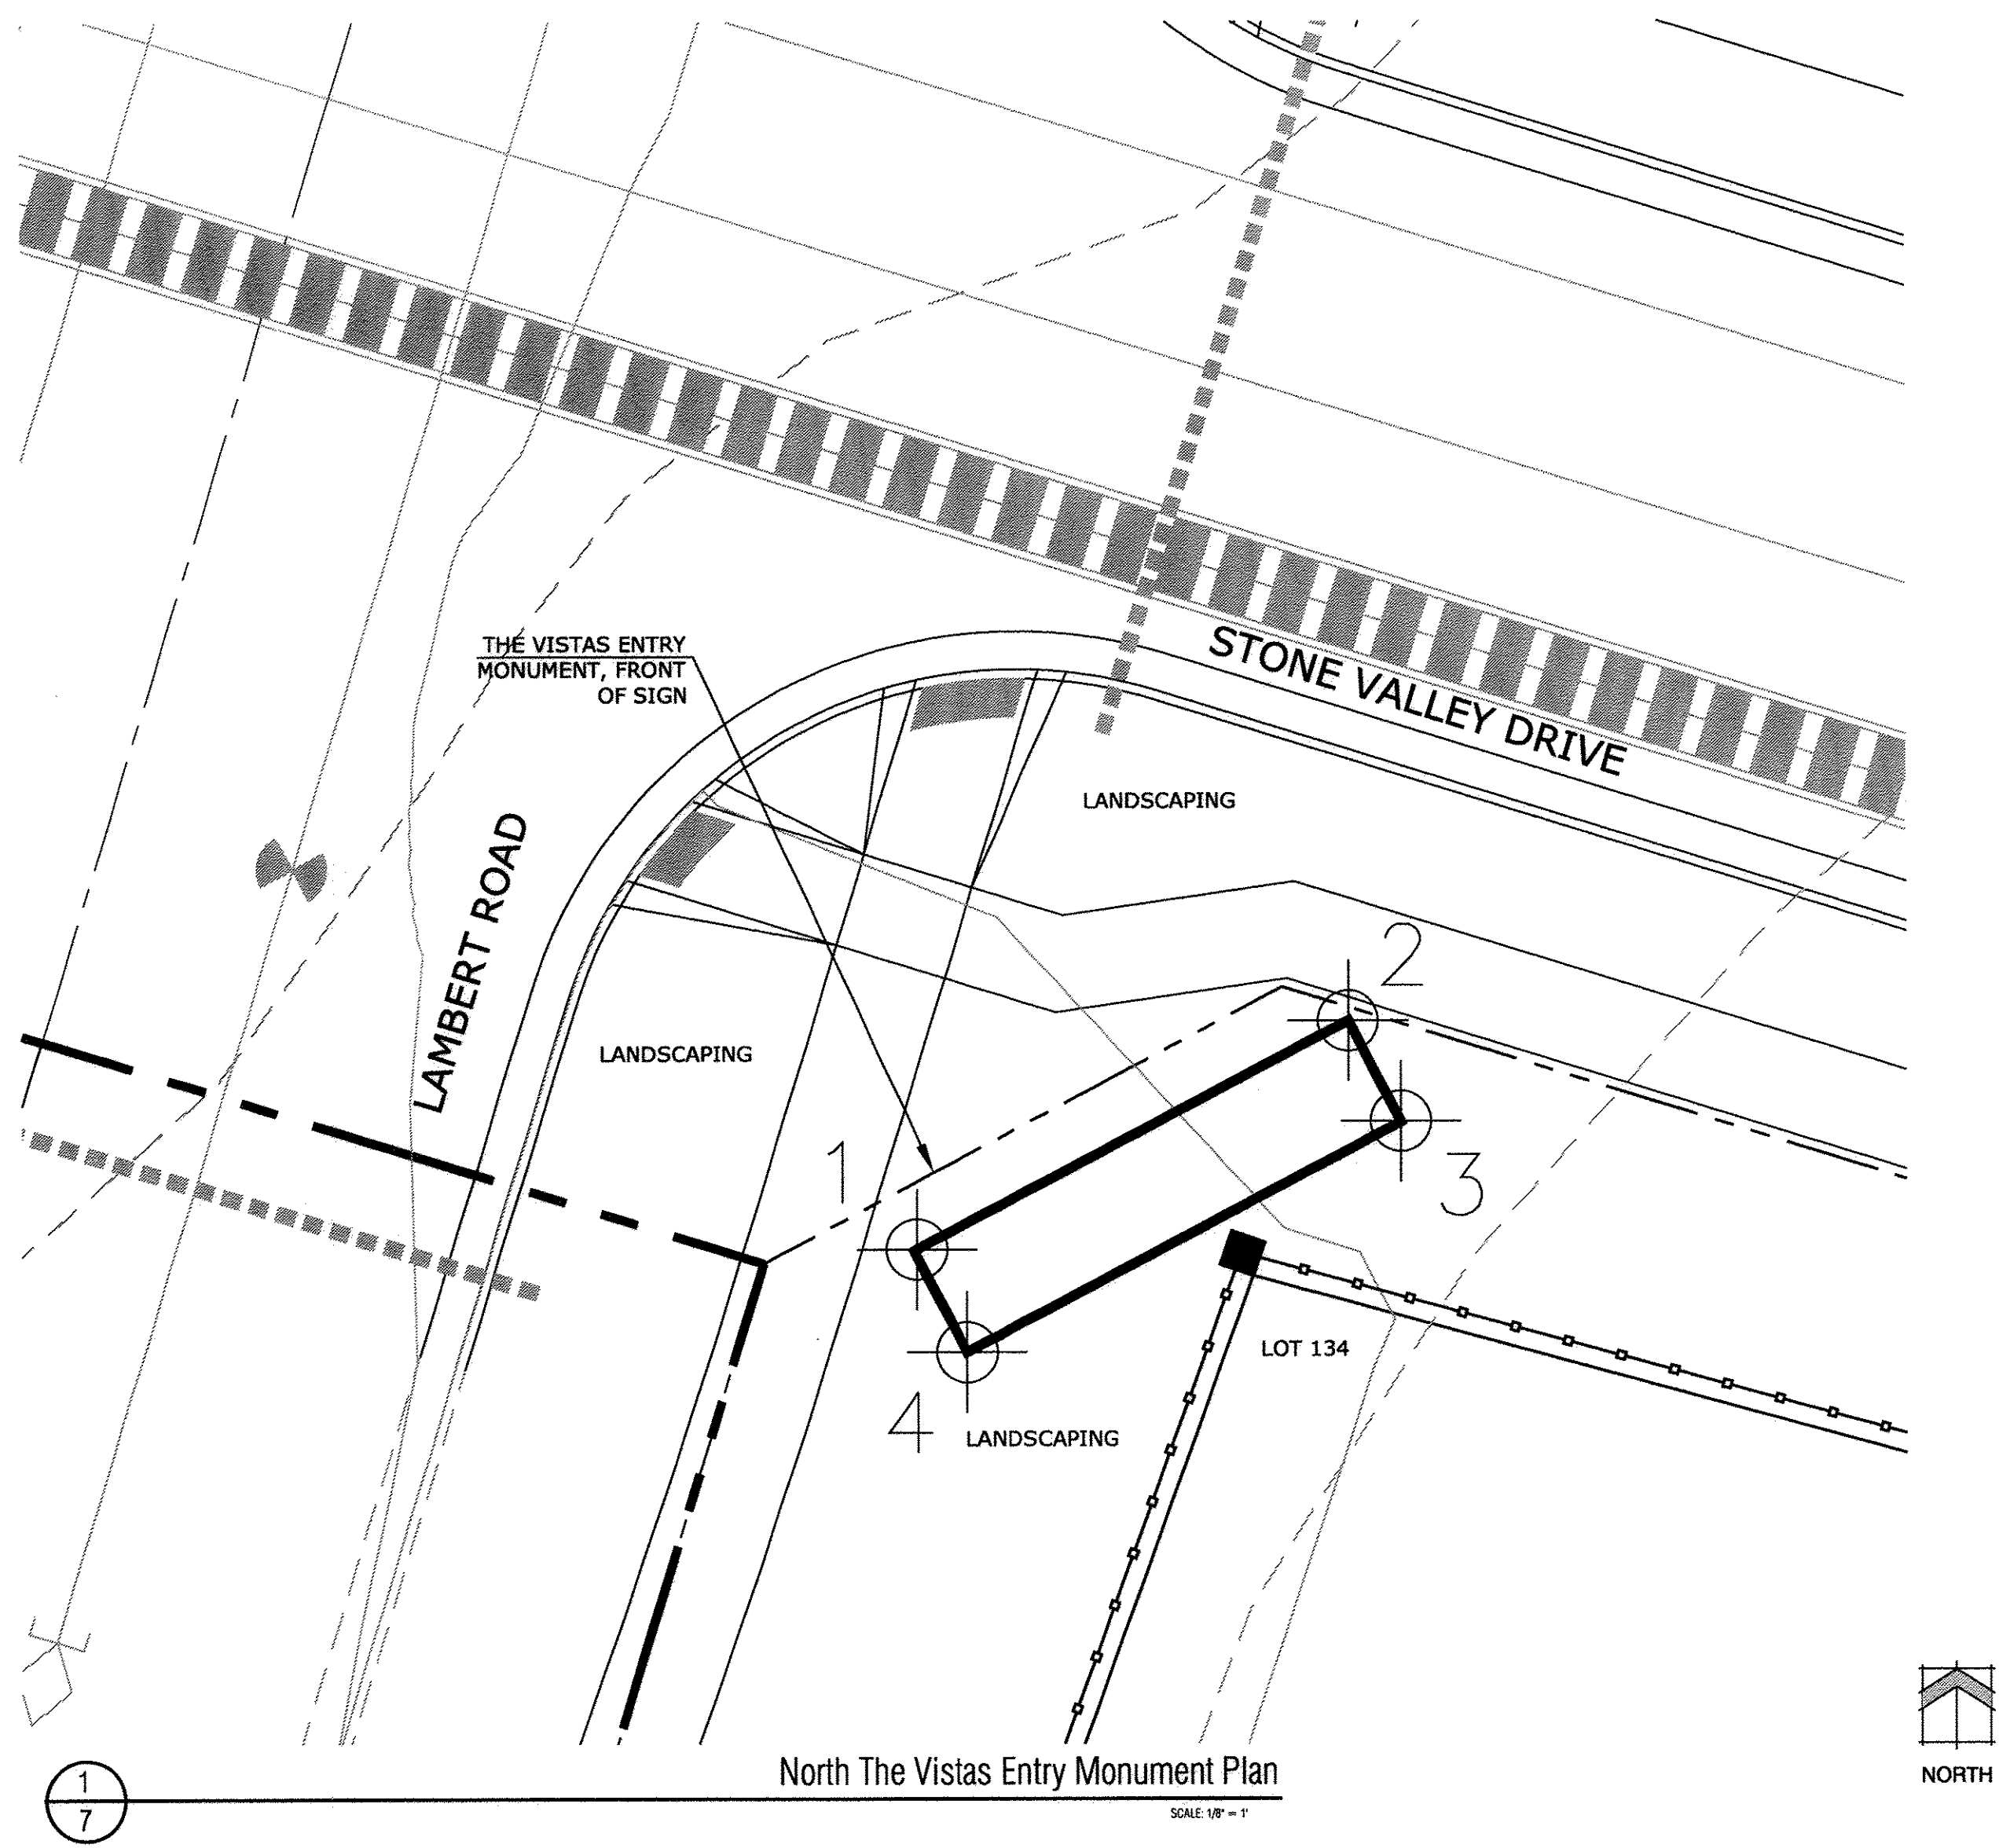 THE VISTAS ENTRY
MONUMENT, FRONT
OF SIGN
STONE VALLEY DRIVE
LANDSCAPING
LAMBERT ROAD
LANDSCAPING
2
1
3
4
LANDSCAPING
LOT 134
North The Vistas Entry Monument Plan
SCALE: 1/8" = 1'
1
7
NORTH